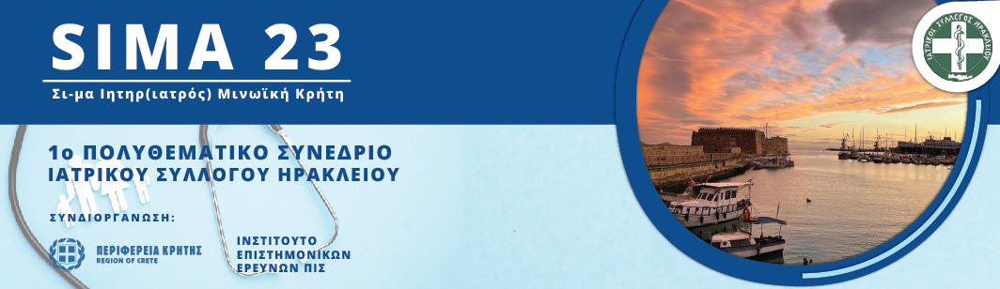 SIMA 23
Σι-μα Ιητηρ(ιατρός) Μινωϊκή Κρήτη
ΙΑΤΡΙΚΟΣ ΣΥΛΛΟΓΟΣ ΗΡΑΚΛΕΙΟΥ
1ο ΠΟΛΥΘΕΜΑΤΙΚΟ ΣΥΝΕΔΡΙΟ
ΙΑΤΡΙΚΟΥ ΣΥΛΛΟΓΟΥ ΗΡΑΚΛΕΙΟΥ
ΣΥΝΔΙΟΡΓΑΝΩΣΗ:
ΠΕΡΙΦΕΡΕΙΑ ΚΡΗΤΗΣ
REGION OF CRETE
ΙΝΣΤΙΤΟΥΤΟ
ΕΠΙΣΤΗΜΟΝΙΚΩΝ
ΕΡΕΥΝΩΝ ΠΙΣ